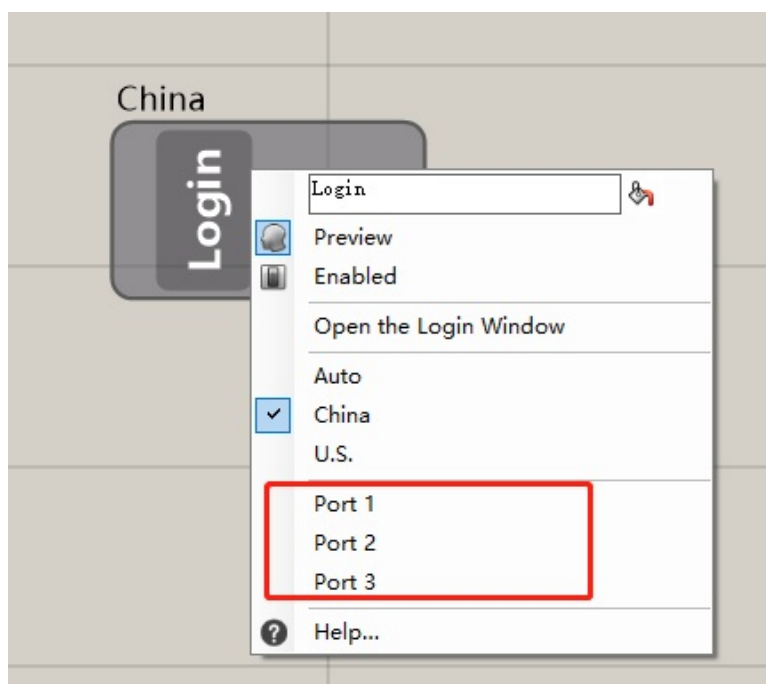 China
Login
Login
Preview
Enabled
Open the Login Window
Auto
China
U.S.
Port 1
Port 2
Port 3
Help...